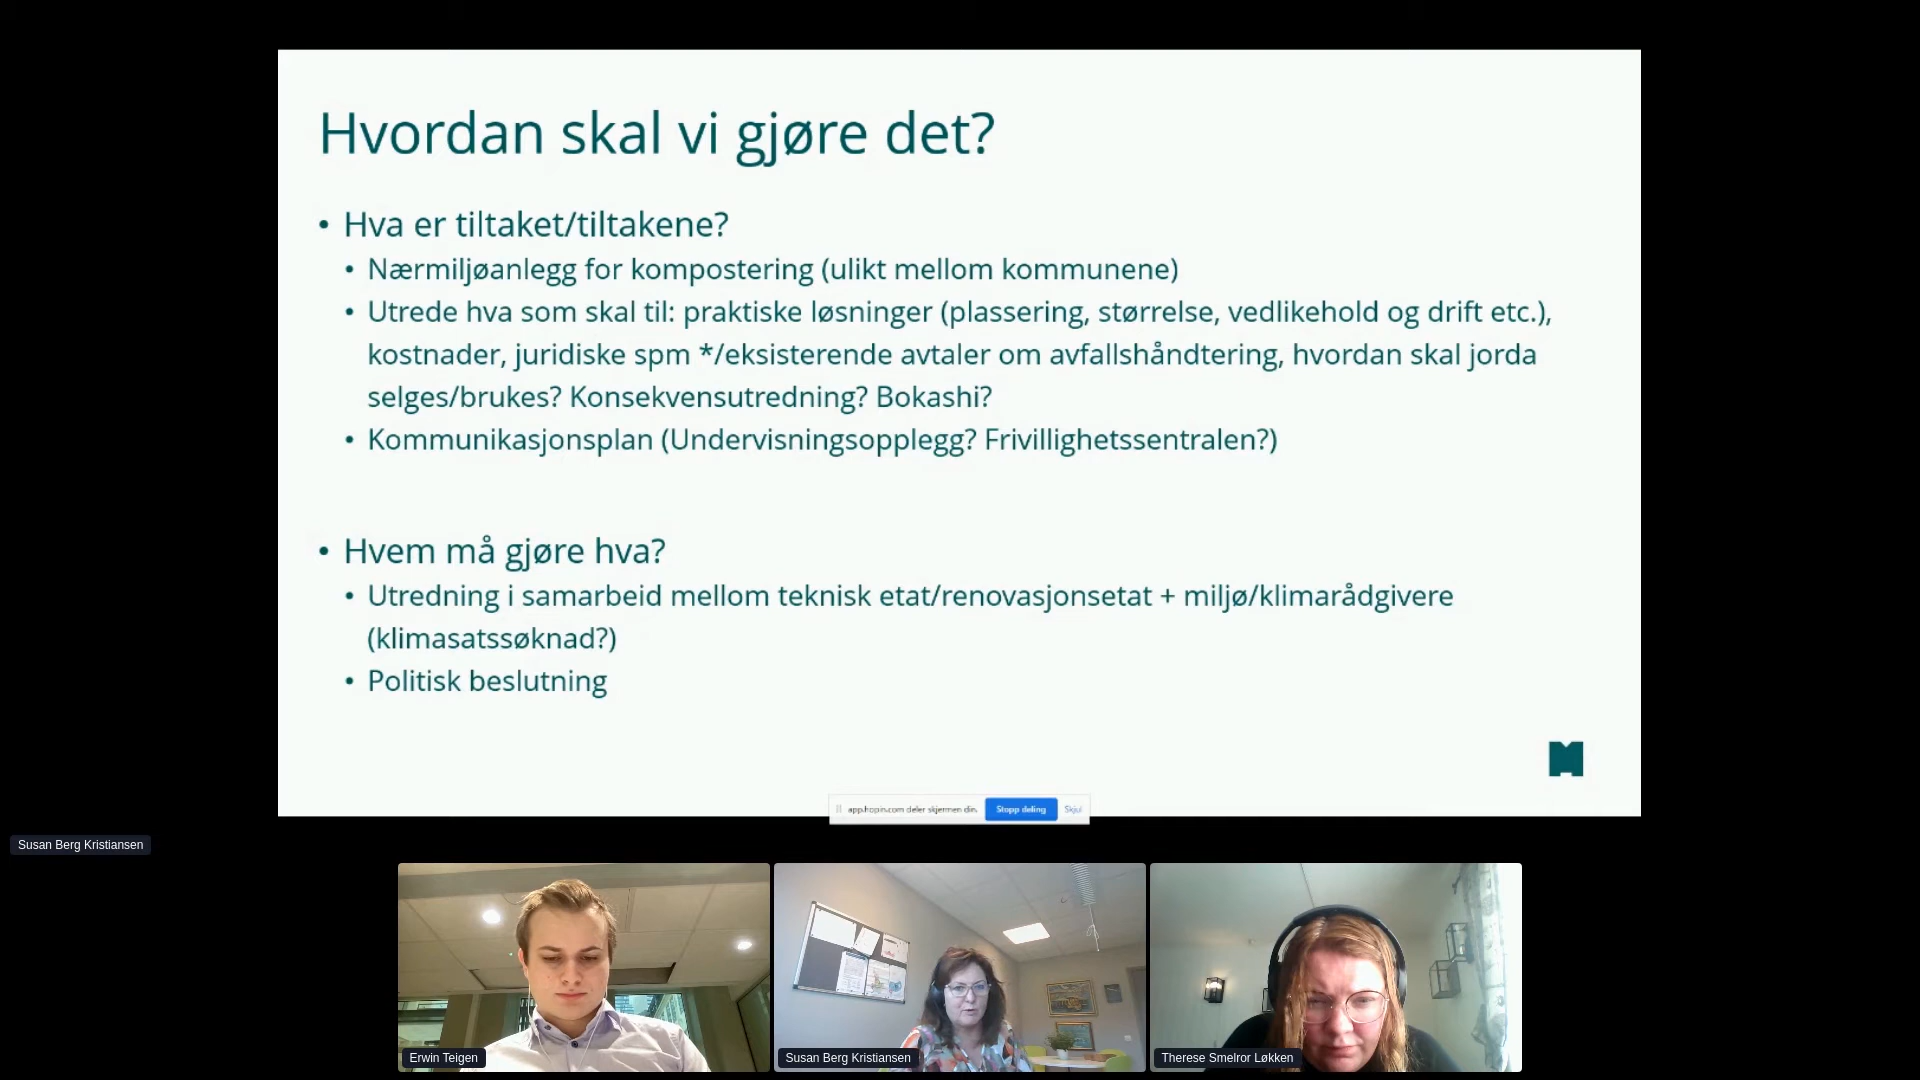 Hvordan skal vi gjøre det?
• Hva er tiltaket/tiltakene?
• Nærmiljøanlegg for kompostering (ulikt mellom kommunene)
• Utrede hva som skal til: praktiske løsninger (plassering, størrelse, vedlikehold og drift etc.),
kostnader, juridiske spm */eksisterende avtaler om avfallshåndtering, hvordan skal jorda
selges/brukes? Konsekvensutredning? Bokashi?
• Kommunikasjonsplan (Undervisningsopplegg? Frivillighetssentralen?)
• Hvem må gjøre hva?
• Utredning i samarbeid mellom teknisk etat/renovasjonsetat + miljø/klimarådgivere
(klimasatssøknad?)
• Politisk beslutning
app.hopin.com deler skjermen din. Stopp deling Skjul
Susan Berg Kristiansen
Erwin Teigen
Susan Berg Kristiansen
Therese Smelror Løkken